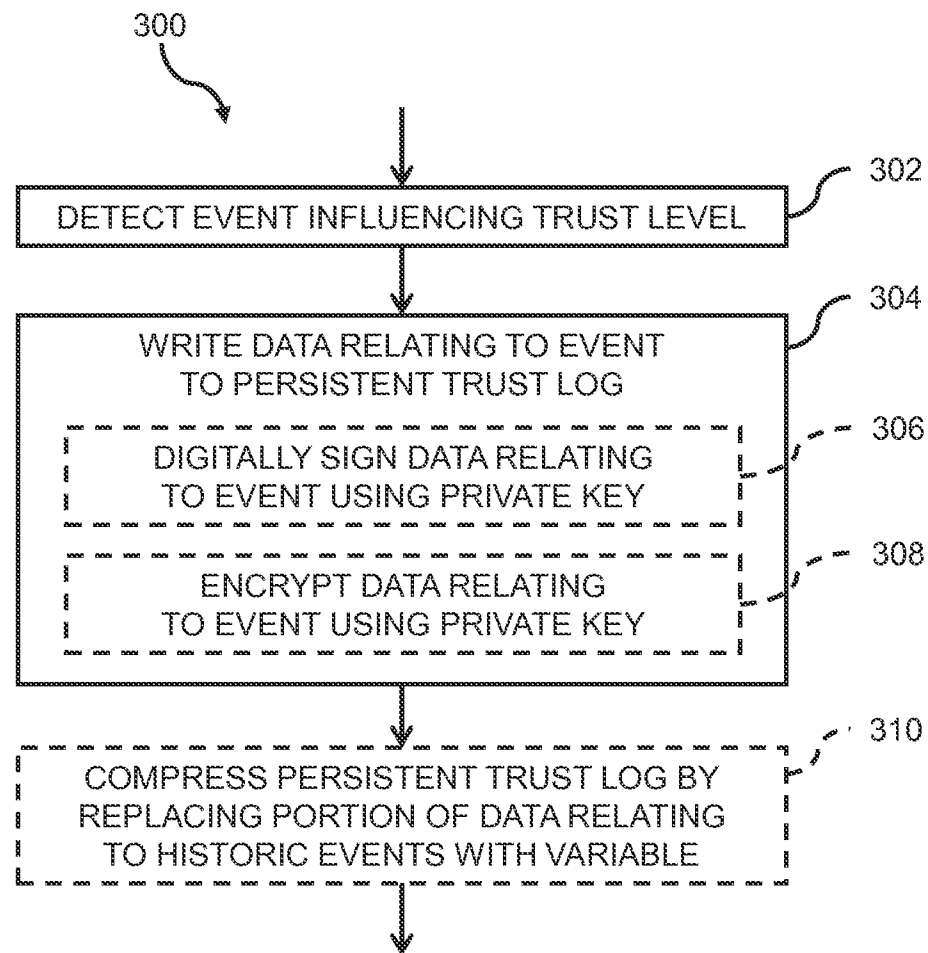 300
DETECT EVENT INFLUENCING TRUST LEVEL
302
WRITE DATA RELATING TO EVENT
TO PERSISTENT TRUST LOG
304
DIGITALLY SIGN DATA RELATING
TO EVENT USING PRIVATE KEY
306
ENCRYPT DATA RELATING
TO EVENT USING PRIVATE KEY
308
COMPRESS PERSISTENT TRUST LOG BY
REPLACING PORTION OF DATA RELATING
TO HISTORIC EVENTS WITH VARIABLE
310